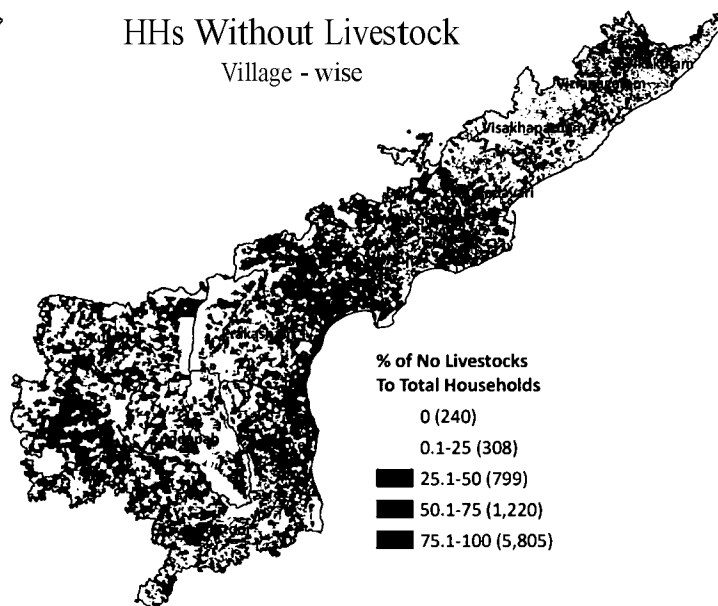 HHs Without Livestock
Village - wise
Visakhapatnam
% of No Livestocks
To Total Households
0 (240)
0.1-25 (308)
25.1-50 (799)
50.1-75 (1,220)
75.1-100 (5,805)